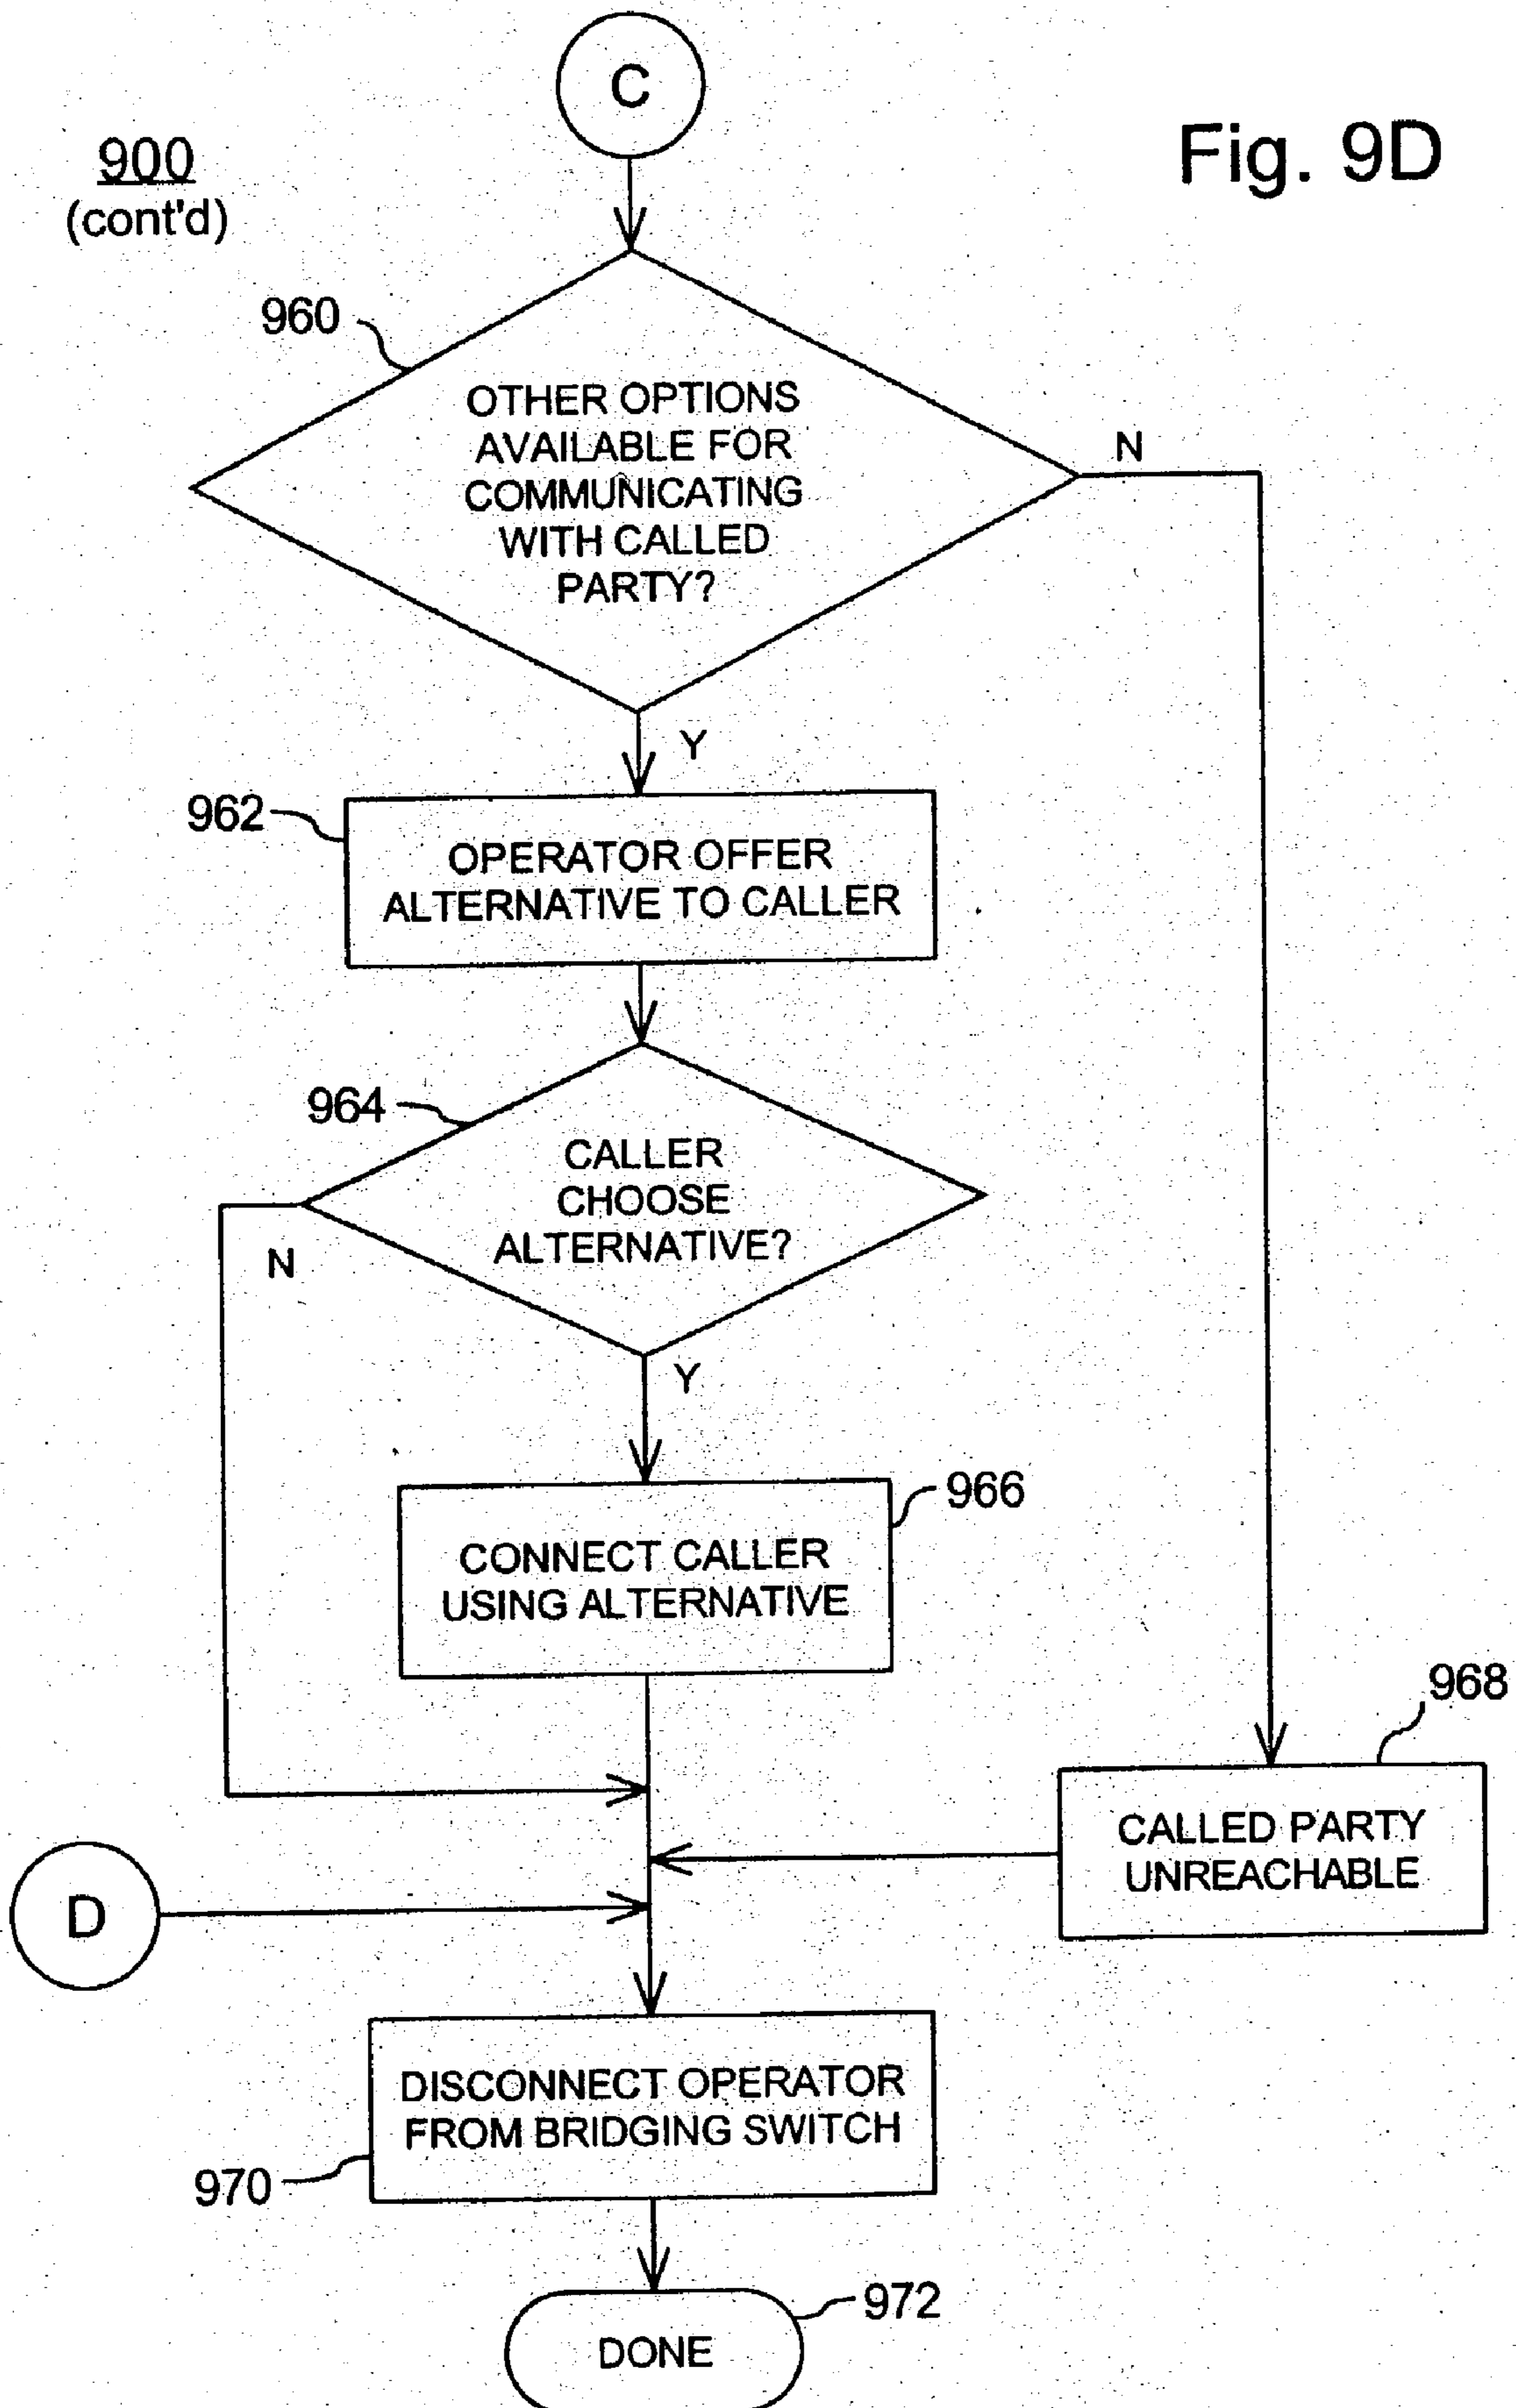 C
900
(cont'd)
Fig. 9D
960
OTHER OPTIONS
AVAILABLE FOR
COMMUNICATING
WITH CALLED
PARTY?
N
Y
962
OPERATOR OFFER
ALTERNATIVE TO CALLER
964
CALLER
CHOOSE
ALTERNATIVE?
N
Y
966
CONNECT CALLER
USING ALTERNATIVE
968
CALLED PARTY
UNREACHABLE
D
DISCONNECT OPERATOR
FROM BRIDGING SWITCH
970
972
DONE